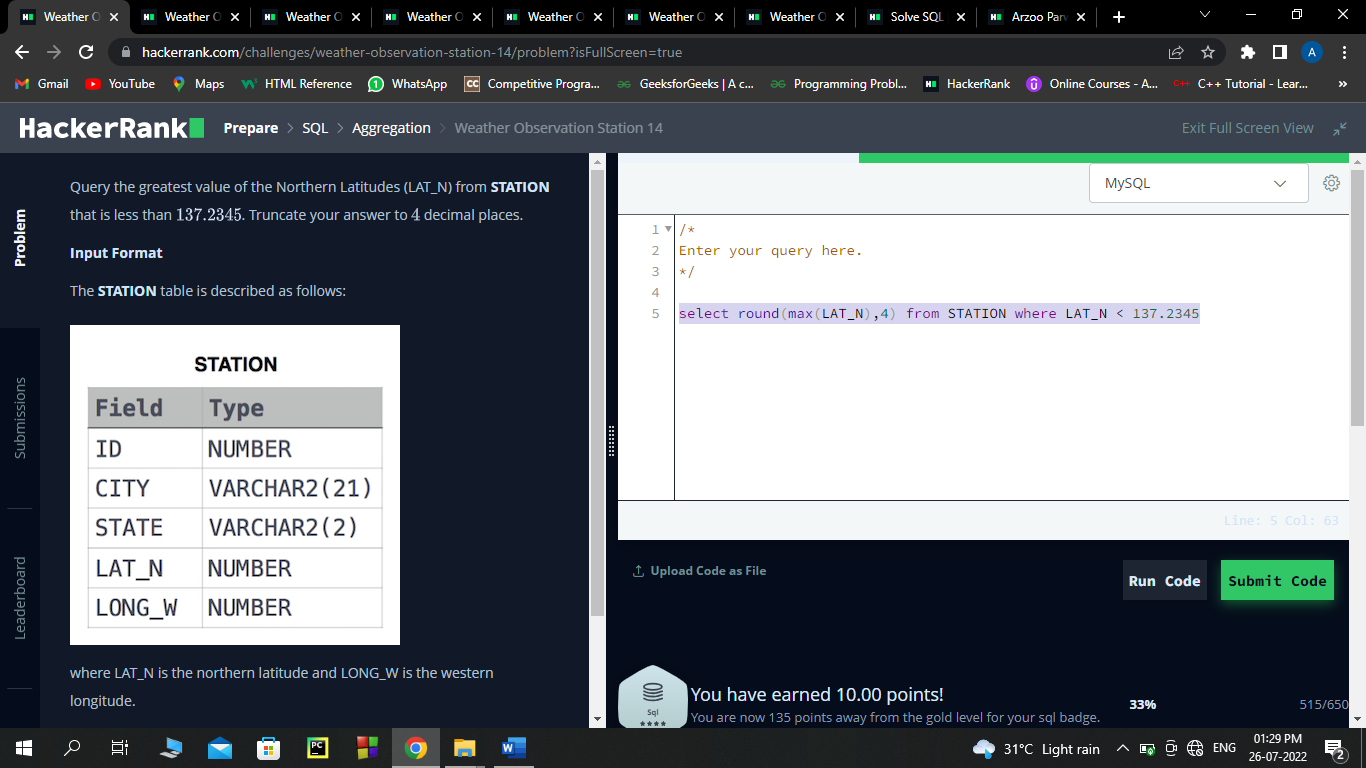 Weather O
Weather O
Weather O
Weather O
Weather O
Weather O
Weather O
Solve SQL
Arzoo Parv
hackerrank.com/challenges/weather-observation-station-14/problem?isFullScreen=true
A
Gmail
YouTube
Maps
HTML Reference
WhatsApp
CC Competitive Progra...
GeeksforGeeks | A c...
Programming Probl...
HackerRank
Online Courses - A...
C++ Tutorial - Lear...
»
HackerRank
Prepare > SQL > Aggregation > Weather Observation Station 14
Exit Full Screen View
Problem
Submissions
Leaderboard
Query the greatest value of the Northern Latitudes (LAT_N) from STATION
that is less than 137.2345. Truncate your answer to 4 decimal places.
Input Format
The STATION table is described as follows:
STATION
Field Type
ID NUMBER
CITY VARCHAR2(21)
STATE VARCHAR2(2)
LAT_N NUMBER
LONG_W NUMBER
where LAT_N is the northern latitude and LONG_W is the western
longitude.
MySQL
1 /*
2 Enter your query here.
3 */
4
5 select round(max(LAT_N),4) from STATION where LAT_N < 137.2345
Line: 5 Col: 63
Upload Code as File
Run Code
Submit Code
Sql
You have earned 10.00 points!
You are now 135 points away from the gold level for your sql badge.
33%
515/650
PC
W
31°C Light rain
ENG
01:29 PM
26-07-2022
2